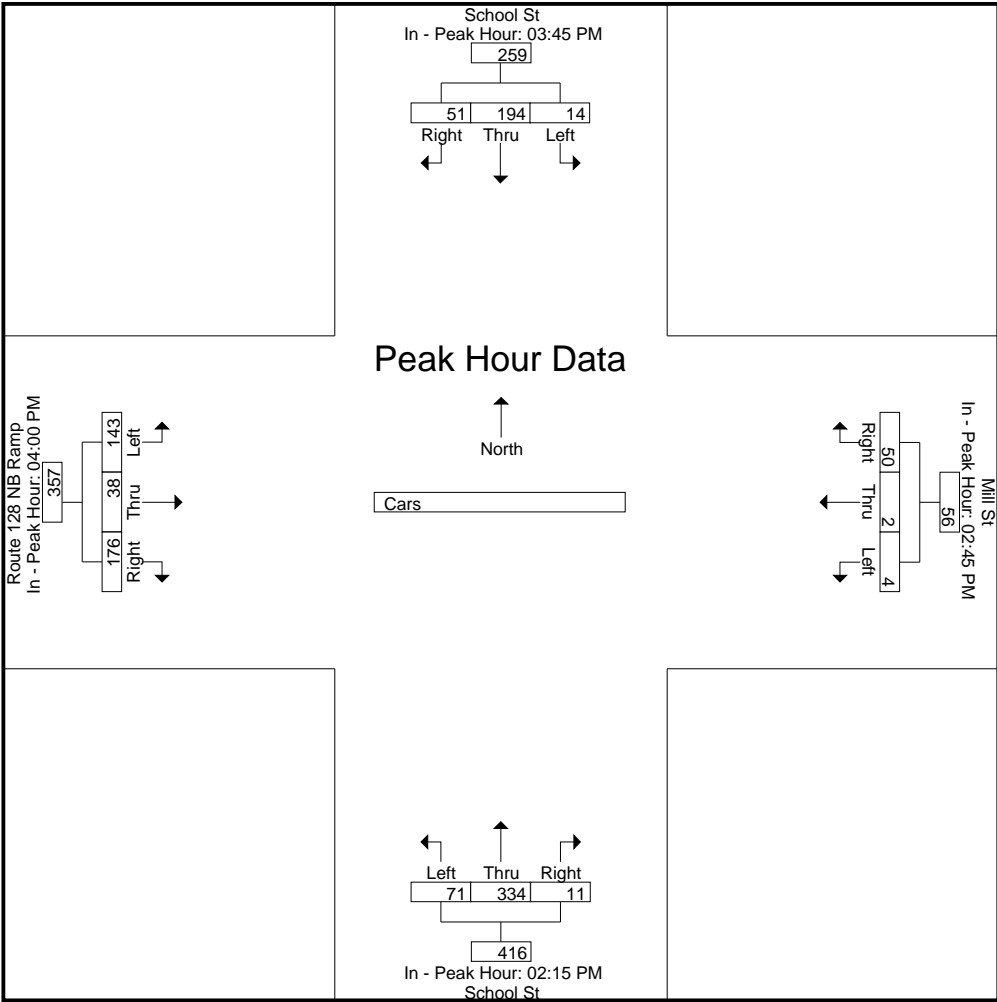 School St
In - Peak Hour: 03:45 PM
259
51 194 14
Right Thru Left
Peak Hour Data
North
Cars
Route 128 NB Ramp
In - Peak Hour: 04:00 PM
357
143 38 176
Left Thru Right
Mill St
In - Peak Hour: 02:45 PM
56
50 2 4
Right Thru Left
Left Thru Right
71 334 11
416
In - Peak Hour: 02:15 PM
School St